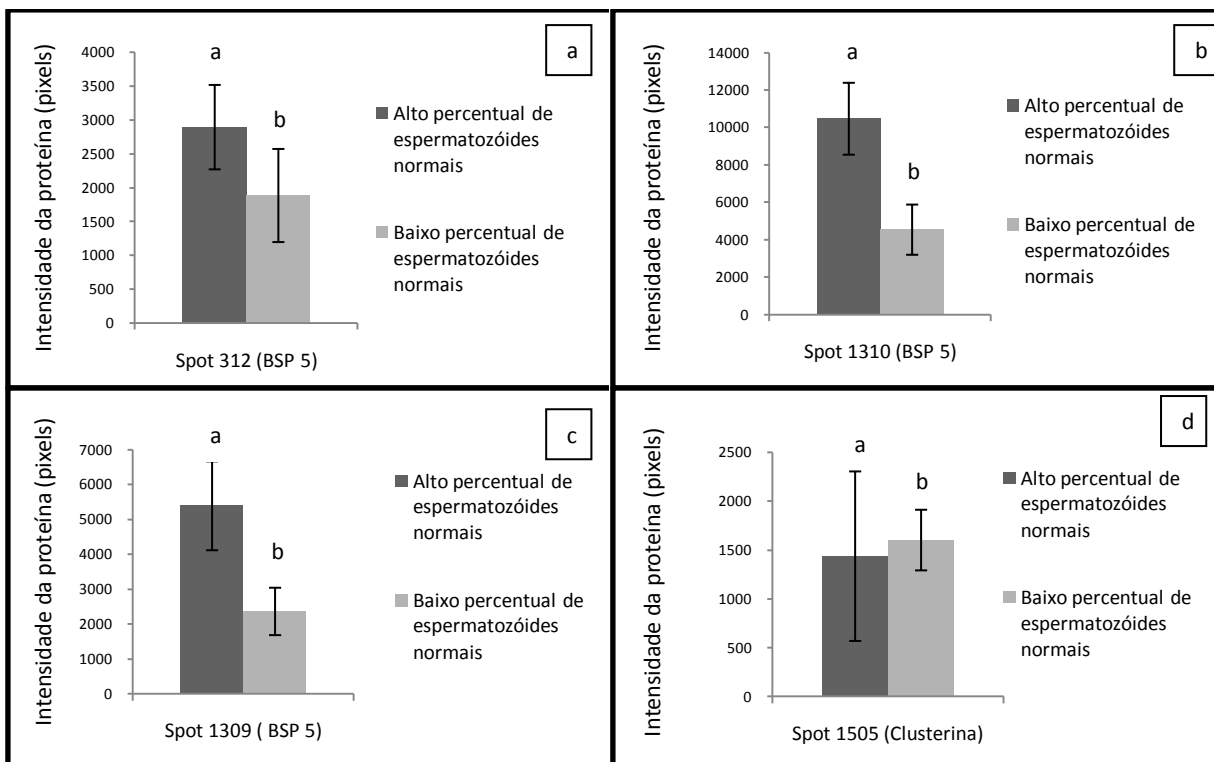 a
Intensidade da proteína (pixels)
4000
3500
3000
2500
2000
1500
1000
500
0
a
b
Alto percentual de
espermatozóides
normais
Baixo percentual de
espermatozóides
normais
Spot 312 (BSP 5)
b
Intensidade da proteína (pixels)
14000
12000
10000
8000
6000
4000
2000
0
a
b
Alto percentual de
espermatozóides
normais
Baixo percentual de
espermatozóides
normais
Spot 1310 (BSP 5)
c
Intensidade da proteína (pixels)
7000
6000
5000
4000
3000
2000
1000
0
a
b
Alto percentual de
espermatozóides
normais
Baixo percentual de
espermatozóides
normais
Spot 1309 ( BSP 5)
d
Intensidade da proteína (pixels)
2500
2000
1500
1000
500
0
a
b
Alto percentual de
espermatozóides
normais
Baixo percentual de
espermatozóides
normais
Spot 1505 (Clusterina)